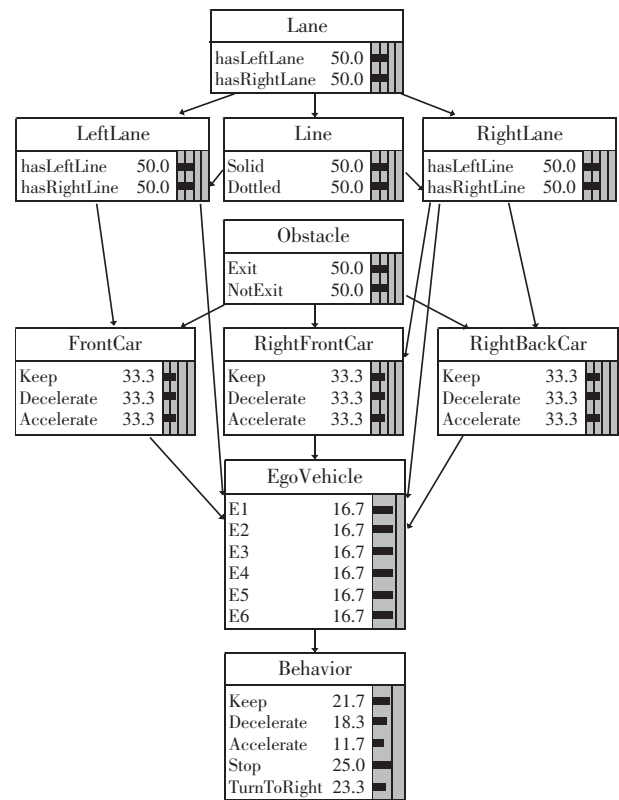 Lane
hasLeftLane 50.0
hasRightLane 50.0
LeftLane
hasLeftLine 50.0
hasRightLine 50.0
Line
Solid 50.0
Dottled 50.0
RightLane
hasLeftLine 50.0
hasRightLine 50.0
Obstacle
Exit 50.0
NotExit 50.0
FrontCar
Keep 33.3
Decelerate 33.3
Accelerate 33.3
RightFrontCar
Keep 33.3
Decelerate 33.3
Accelerate 33.3
RightBackCar
Keep 33.3
Decelerate 33.3
Accelerate 33.3
EgoVehicle
E1 16.7
E2 16.7
E3 16.7
E4 16.7
E5 16.7
E6 16.7
Behavior
Keep 21.7
Decelerate 18.3
Accelerate 11.7
Stop 25.0
TurnToRight 23.3